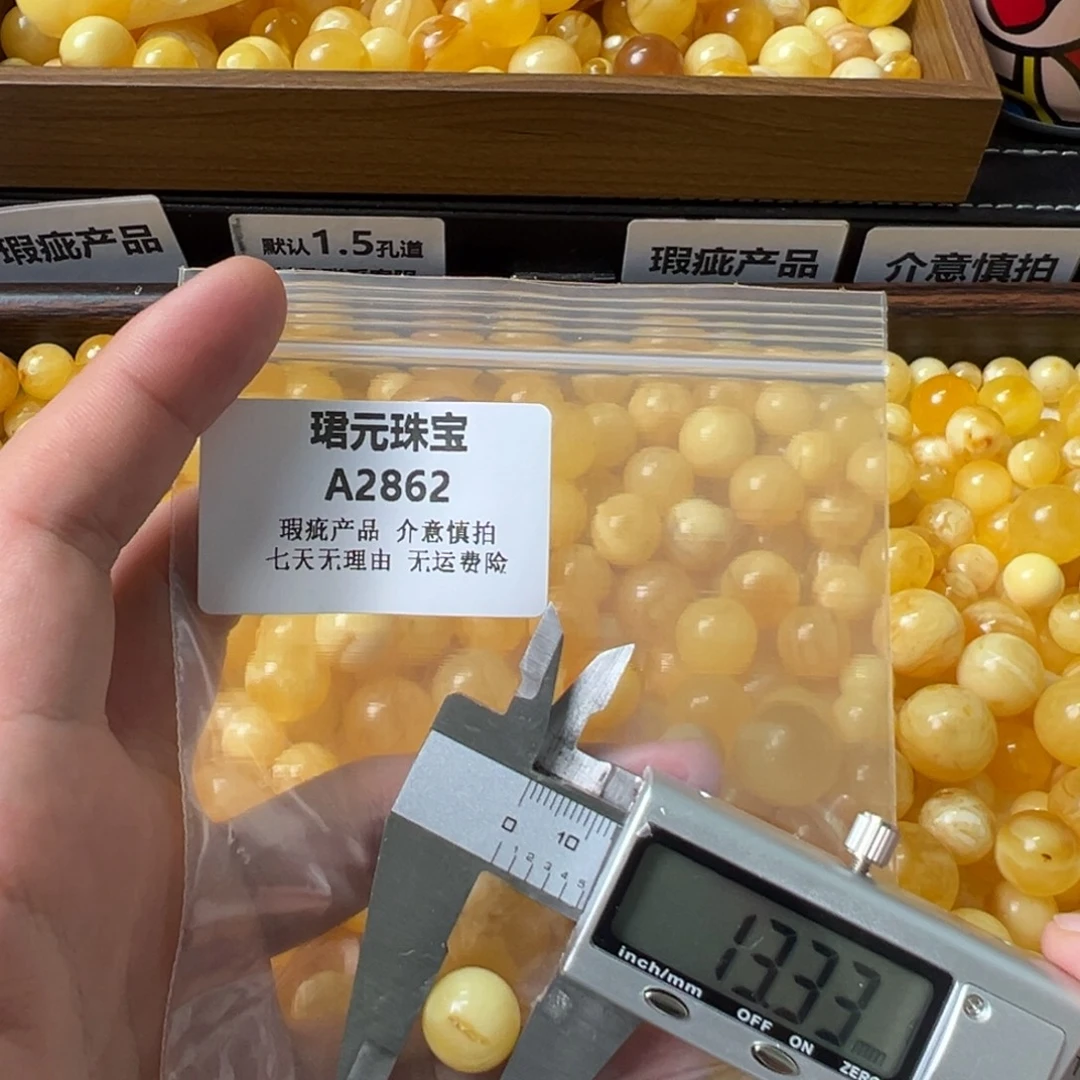 瑕疵产品
默认1.5孔道
瑕疵产品
介意慎拍
珺元珠宝
A2862
瑕疵产品 介意慎拍
七天无理由 无运费险
0 10
1 2 3 4 5
13.33 mm
inch/mm
OFF
ON
ZERO